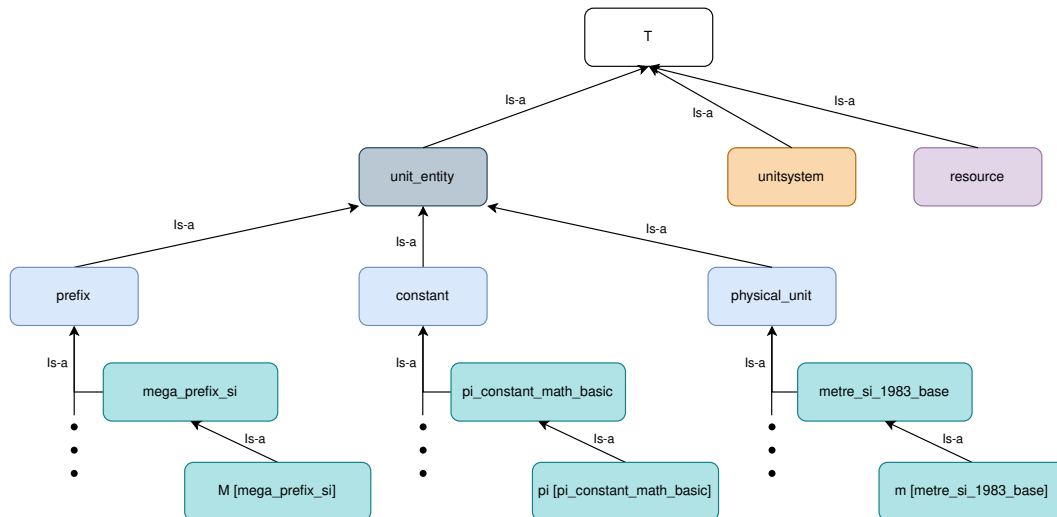 T
Is-a
Is-a
Is-a
unit_entity
unitsystem
resource
Is-a
Is-a
Is-a
prefix
constant
physical_unit
Is-a
Is-a
Is-a
mega_prefix_si
pi_constant_math_basic
metre_si_1983_base
Is-a
Is-a
Is-a
M [mega_prefix_si]
pi [pi_constant_math_basic]
m [metre_si_1983_base]